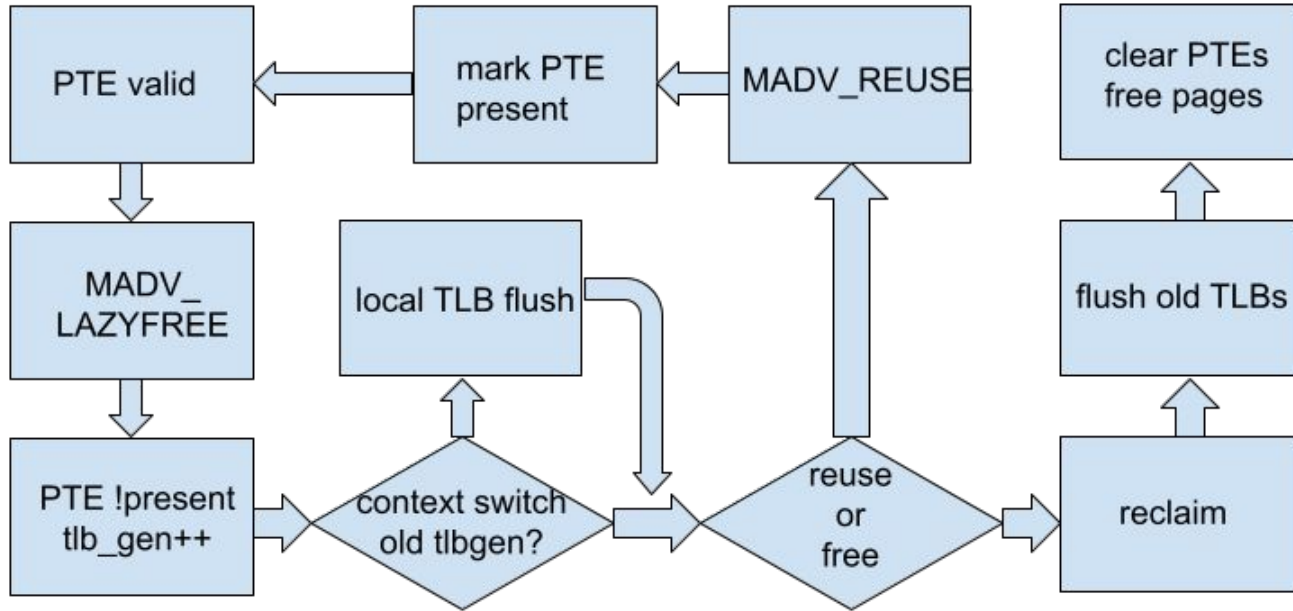 PTE valid
mark PTE
present
MADV_REUSE
clear PTEs
free pages
MADV_
LAZYFREE
local TLB flush
flush old TLBs
PTE !present
tlb_gen++
context switch
old tlbgen?
reuse
or
free
reclaim